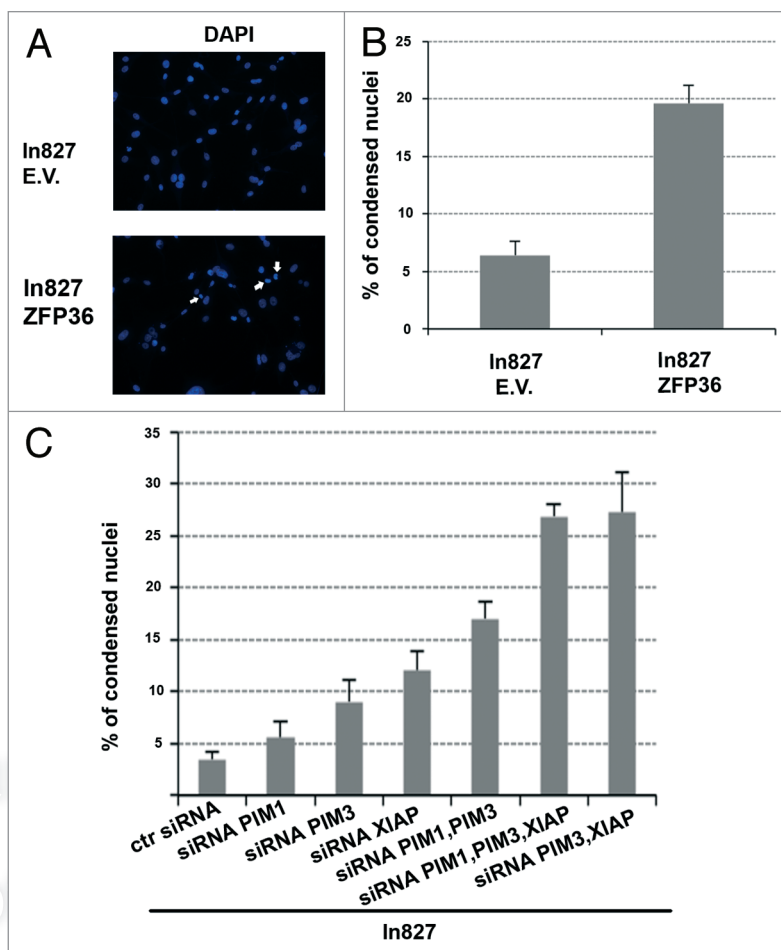 A
DAPI
In827
E.V.
In827
ZFP36
B
% of condensed nuclei
25
20
15
10
5
0
In827
E.V.
In827
ZFP36
C
% of condensed nuclei
35
30
25
20
15
10
5
ctr siRNA
siRNA PIM1
siRNA PIM3
siRNA XIAP
siRNA PIM1,PIM3
siRNA PIM1,PIM3,XIAP
siRNA PIM3,XIAP
In827